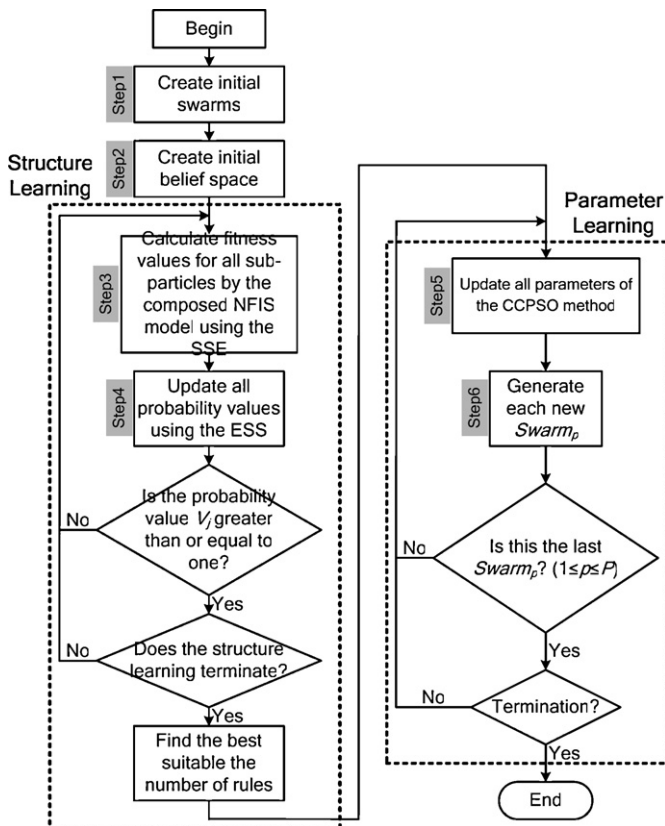 Begin
Step1
Create initial
swarms
Step2
Create initial
belief space
Structure
Learning
Step3
Calculate fitness
values for all sub-
particles by the
composed NFIS
model using the
SSE
Step4
Update all
probability values
using the ESS
Is the probability
value Vj greater
than or equal to
one?
No
Yes
Does the structure
learning terminate?
No
Yes
Find the best
suitable the
number of rules
Parameter
Learning
Step5
Update all parameters of
the CCPSO method
Step6
Generate
each new
Swarmp
Is this the last
Swarmp? (1≤p≤P)
No
Yes
Termination?
No
Yes
End